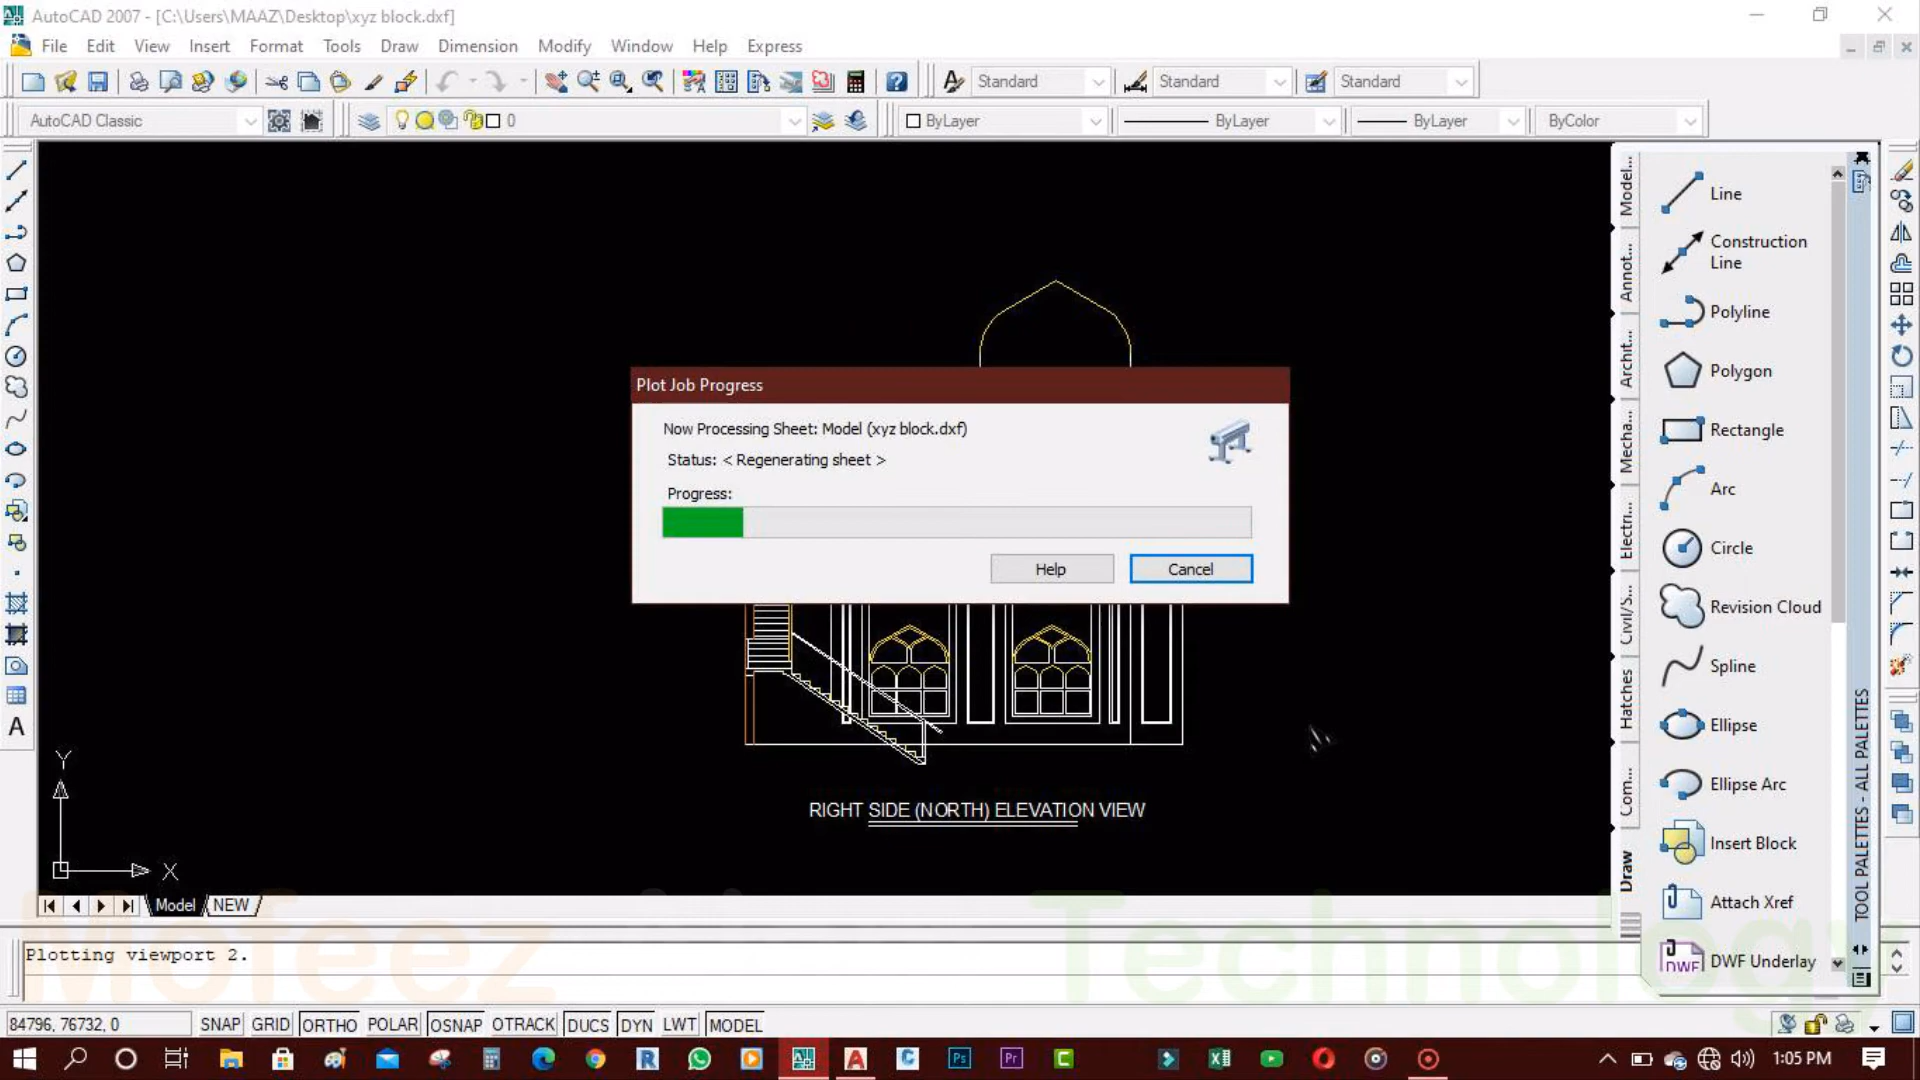 AutoCAD 2007 - [C:\Users\MAAZ\Desktop\xyz block.dxf]
File Edit View Insert Format Tools Draw Dimension Modify Window Help Express
Standard Standard Standard
AutoCAD Classic 0 ByLayer ByLayer ByLayer ByColor
Model...
Annot...
Archit...
Mecha...
Electri...
Civil/S...
Hatches
Com...
Draw
Line
Construction
Line
Polyline
Polygon
Rectangle
Arc
Circle
Revision Cloud
Spline
Ellipse
Ellipse Arc
Insert Block
Attach Xref
DWF Underlay
TOOL PALETTES - ALL PALETTES
Plot Job Progress
Now Processing Sheet: Model (xyz block.dxf)
Status: < Regenerating sheet >
Progress:
Help Cancel
RIGHT SIDE (NORTH) ELEVATION VIEW
Y
X
A
Model NEW
Mofeez Technology
Plotting viewport 2.
84796, 76732, 0 SNAP GRID ORTHO POLAR OSNAP OTRACK DUCS DYN LWT MODEL
1:05 PM